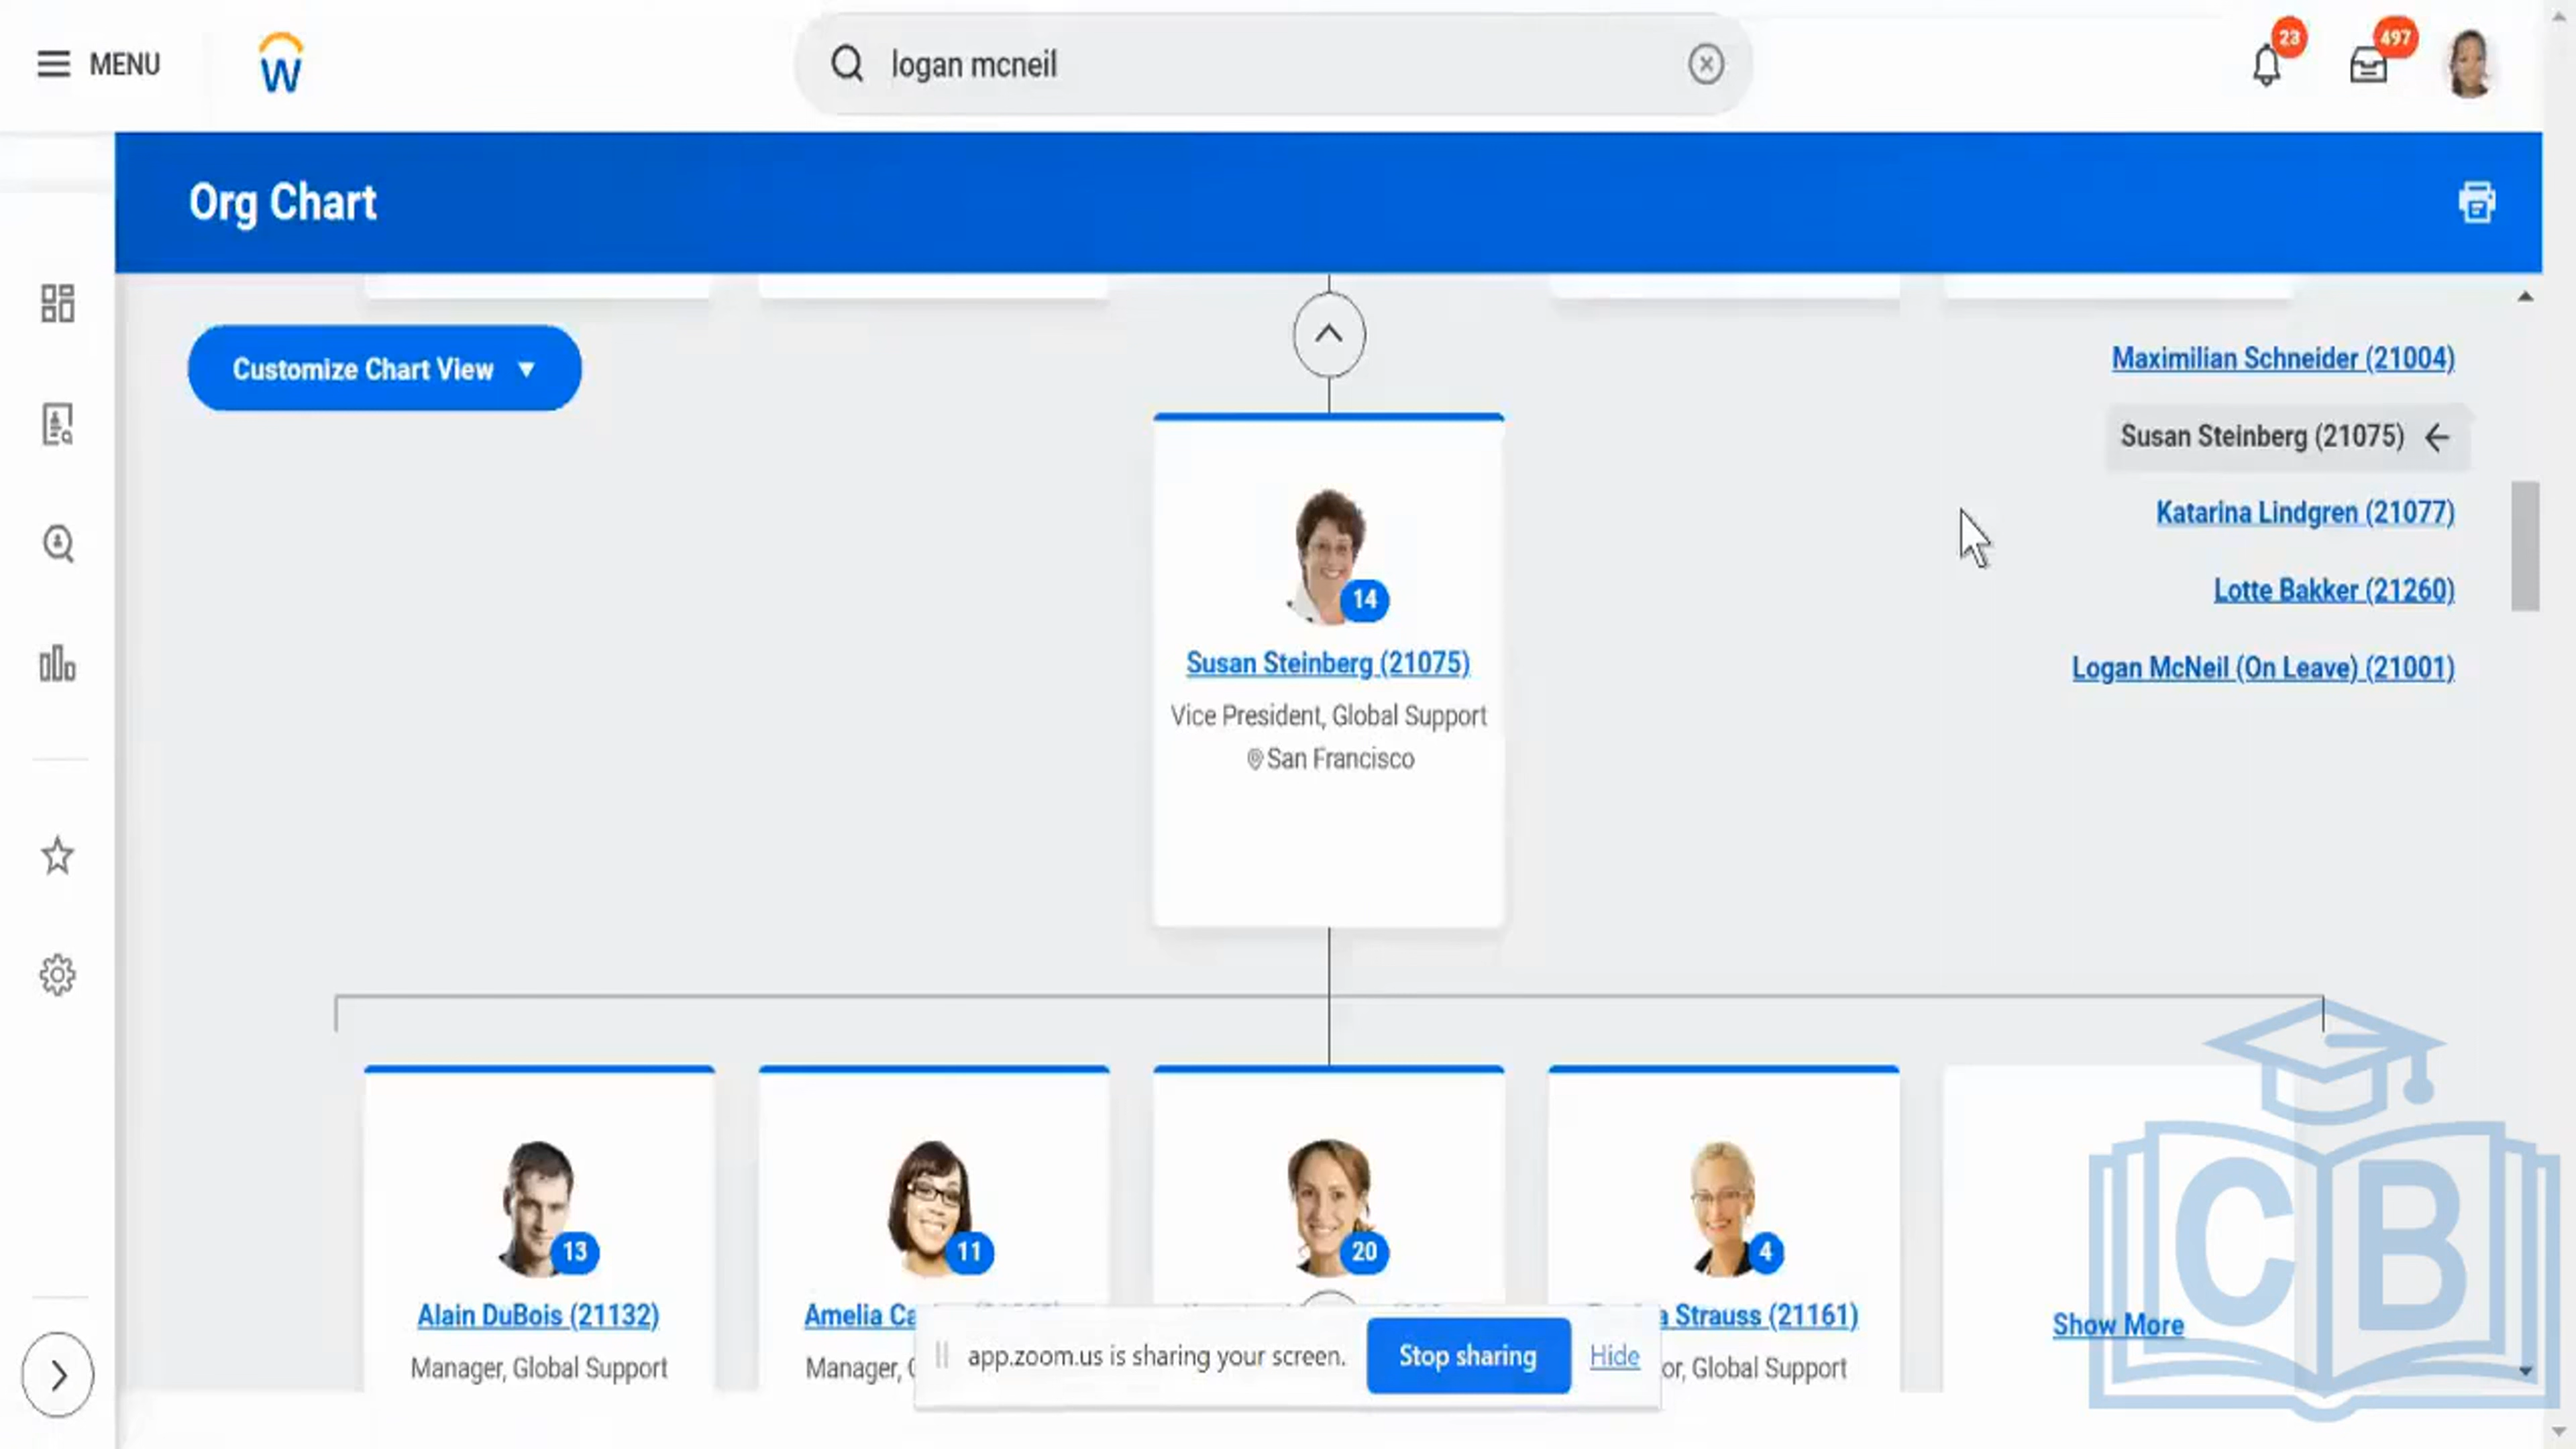 MENU
W
logan mcneil
23
497
Org Chart
Customize Chart View
Maximilian Schneider (21004)
Susan Steinberg (21075)
Katarina Lindgren (21077)
Lotte Bakker (21260)
Logan McNeil (On Leave) (21001)
14
Susan Steinberg (21075)
Vice President, Global Support
San Francisco
13
11
20
4
Alain DuBois (21132)
Manager, Global Support
Amelia
Manager,
Strauss (21161)
Global Support
Show More
app.zoom.us is sharing your screen.
Stop sharing
Hide
CB